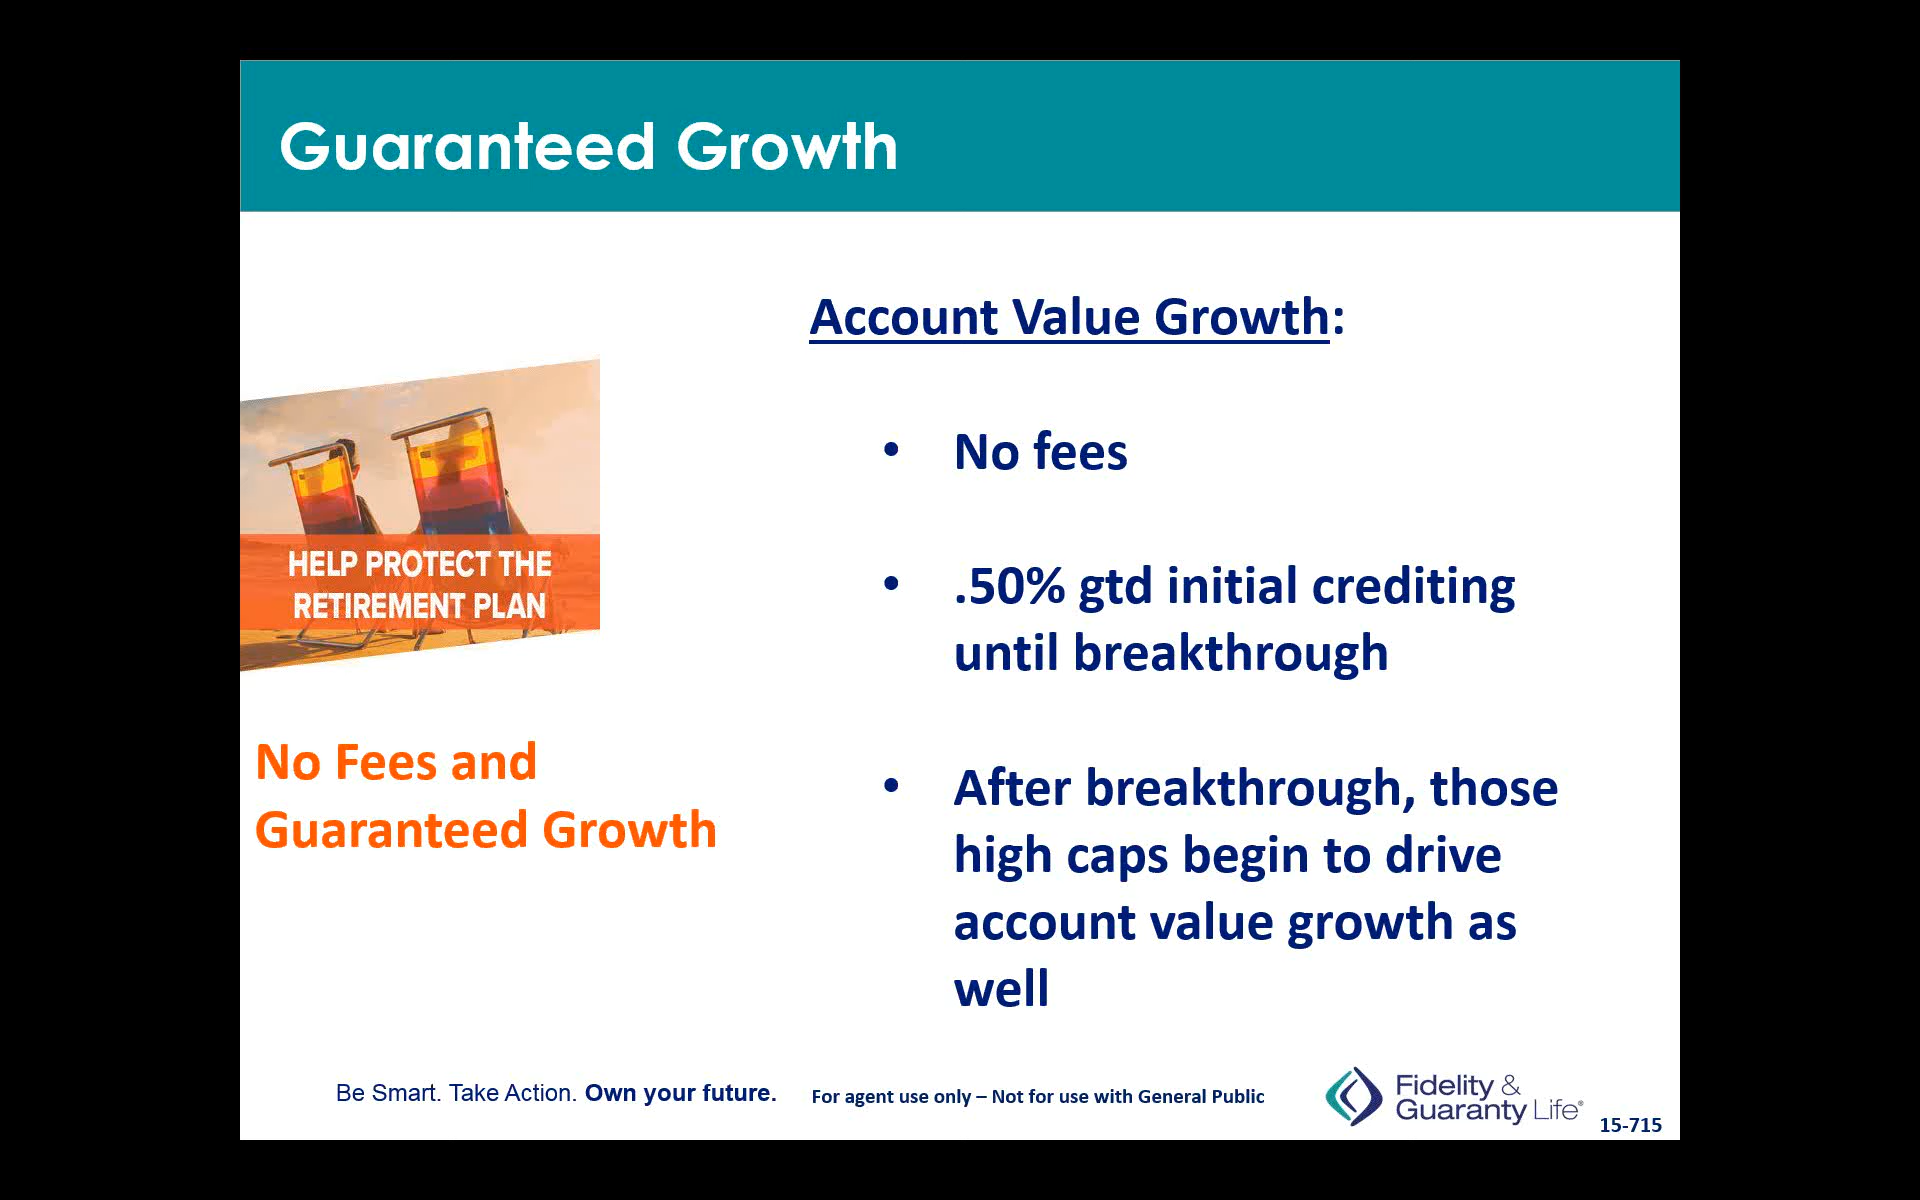 Guaranteed Growth
Account Value Growth:
• No fees
• .50% gtd initial crediting
until breakthrough
• After breakthrough, those
high caps begin to drive
account value growth as
well
HELP PROTECT THE
RETIREMENT PLAN
No Fees and
Guaranteed Growth
Be Smart. Take Action. Own your future.
For agent use only – Not for use with General Public
Fidelity &
Guaranty Life®
15-715